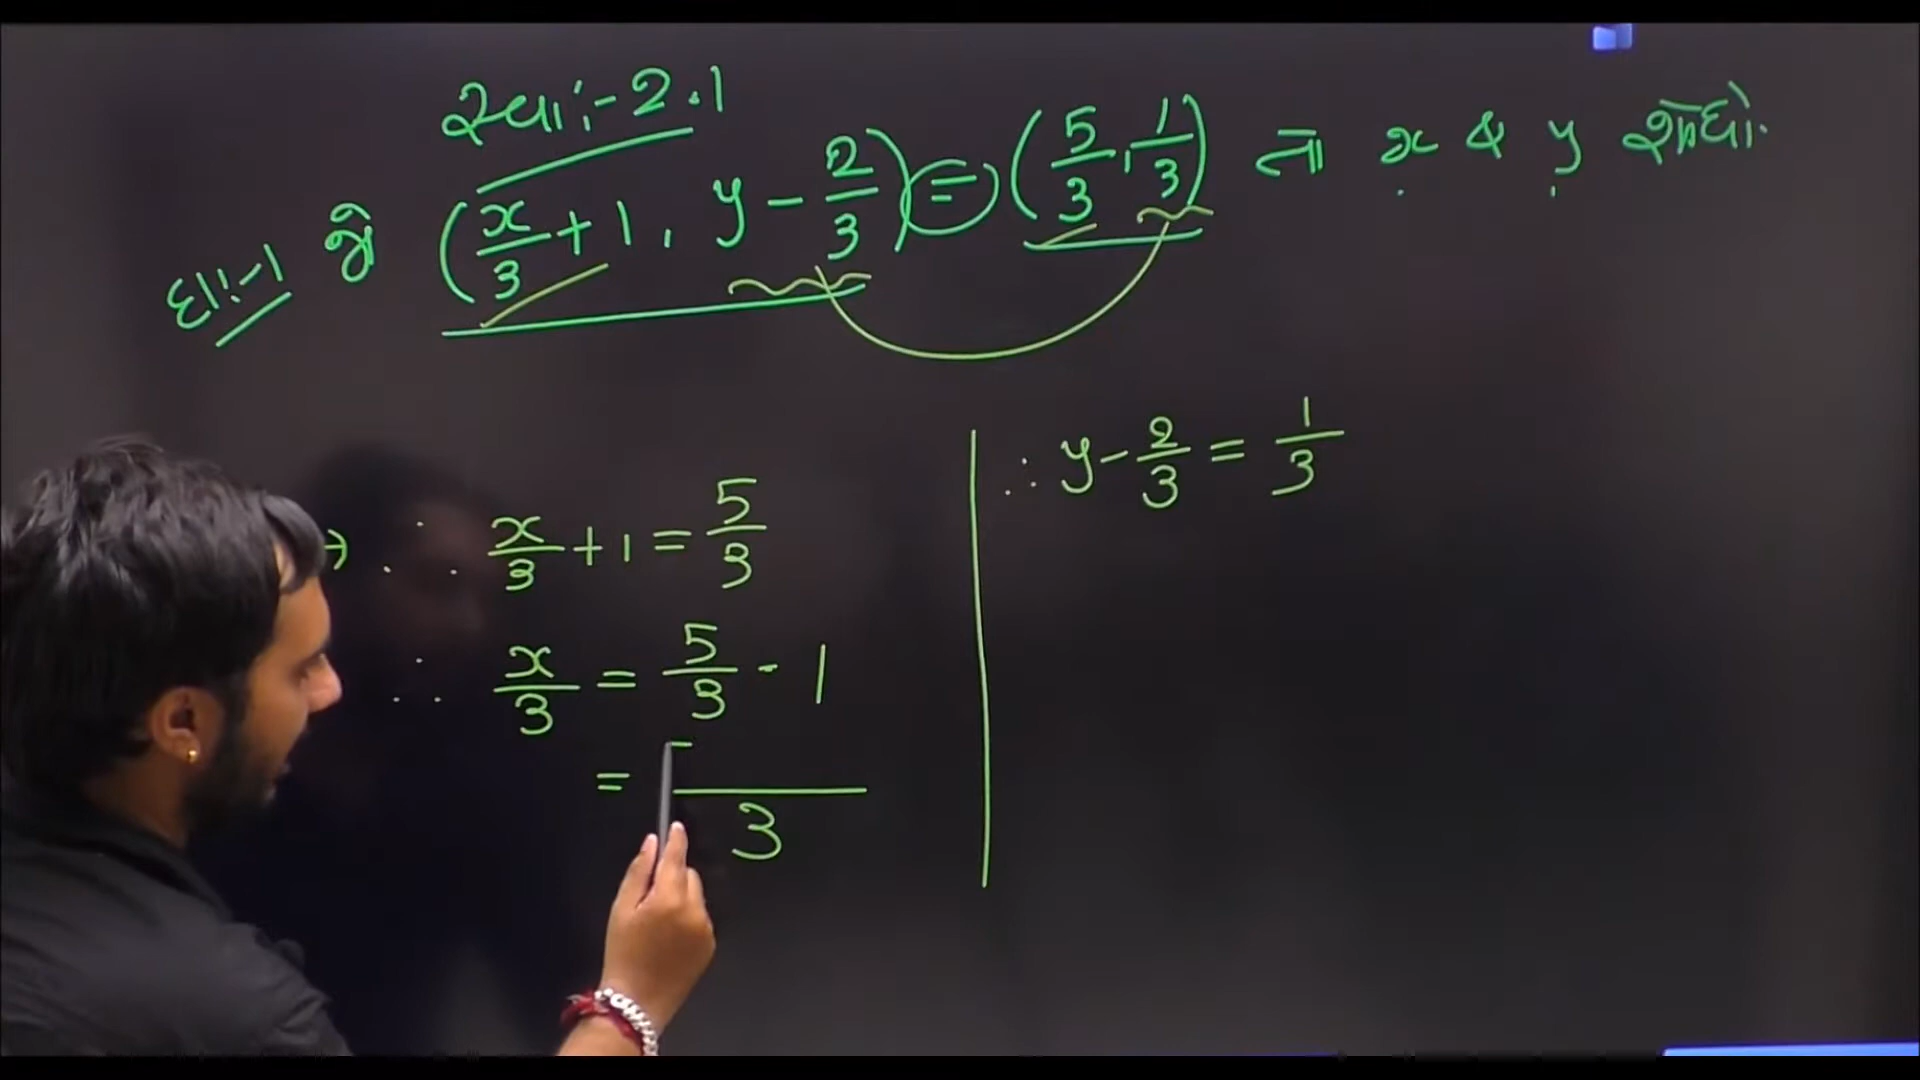 સ્વા:-2.1
દા:-1 જો (x/3 + 1, y - 2/3) = (5/3, 1/3) તો x & y શોધો.
→ ∴ x/3 + 1 = 5/3
∴ x/3 = 5/3 - 1
= /3
∴ y - 2/3 = 1/3